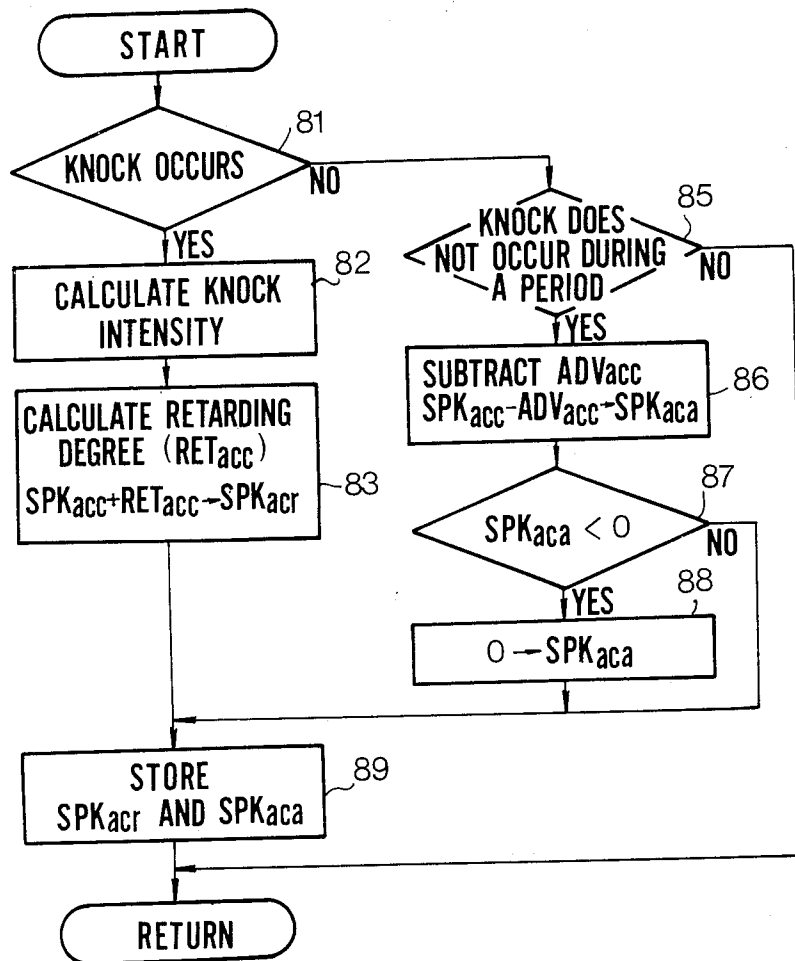 START
KNOCK OCCURS
81
NO
YES
CALCULATE KNOCK
INTENSITY
82
CALCULATE RETARDING
DEGREE (RETacc)
SPKacc+RETacc→SPKacr
83
KNOCK DOES
NOT OCCUR DURING
A PERIOD
85
NO
YES
SUBTRACT ADVacc
SPKacc-ADVacc→SPKaca
86
SPKaca < 0
87
NO
YES
88
0→SPKaca
STORE
SPKacr AND SPKaca
89
RETURN